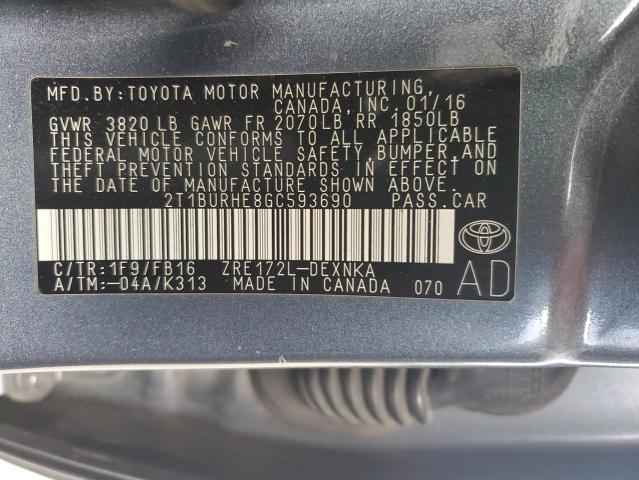 MFD.BY:TOYOTA MOTOR MANUFACTURING,
CANADA,INC.01/16
GVWR 3820 LB GAWR FR 2070LB RR 1850LB
THIS VEHICLE CONFORMS TO ALL APPLICABLE
FEDERAL MOTOR VEHICLE SAFETY,BUMPER,AND
THEFT PREVENTION STANDARDS IN EFFECT ON
THE DATE OF MANUFACTURE SHOWN ABOVE.
2T1BURHE8GC593690 PASS.CAR
C/TR:1F9/FB16 ZRE172L-DEXNKA
A/TM:-04A/K313 MADE IN CANADA 070
AD